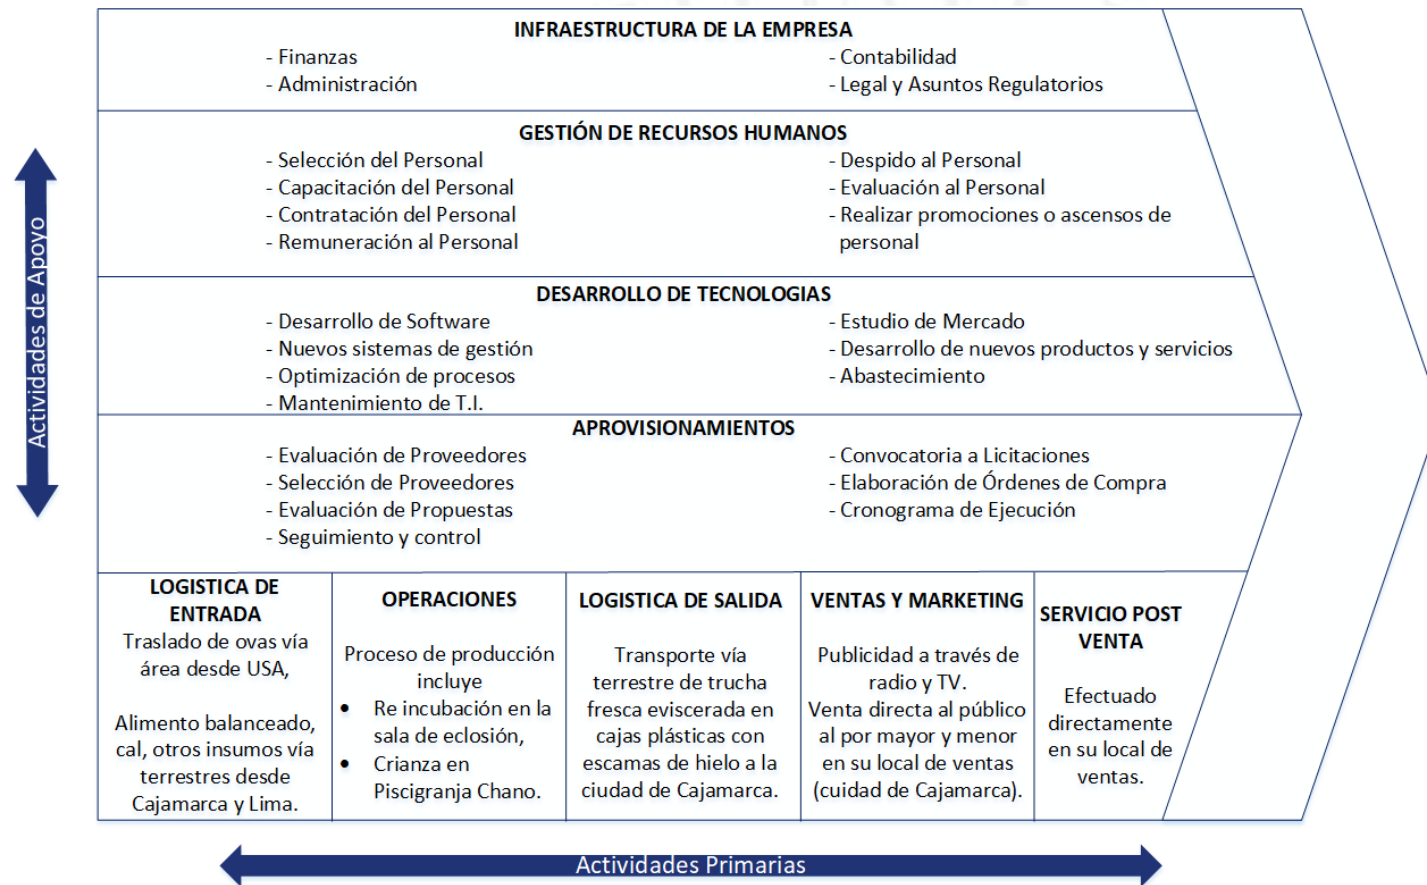 INFRAESTRUCTURA DE LA EMPRESA
- Finanzas
- Administración
- Contabilidad
- Legal y Asuntos Regulatorios
GESTIÓN DE RECURSOS HUMANOS
- Selección del Personal
- Capacitación del Personal
- Contratación del Personal
- Remuneración al Personal
- Despido al Personal
- Evaluación al Personal
- Realizar promociones o ascensos de
personal
Actividades de Apoyo
DESARROLLO DE TECNOLOGIAS
- Desarrollo de Software
- Nuevos sistemas de gestión
- Optimización de procesos
- Mantenimiento de T.I.
- Estudio de Mercado
- Desarrollo de nuevos productos y servicios
- Abastecimiento
APROVISIONAMIENTOS
- Evaluación de Proveedores
- Selección de Proveedores
- Evaluación de Propuestas
- Seguimiento y control
- Convocatoria a Licitaciones
- Elaboración de Órdenes de Compra
- Cronograma de Ejecución
LOGISTICA DE
ENTRADA
Traslado de ovas vía
área desde USA,
Alimento balanceado,
cal, otros insumos vía
terrestres desde
Cajamarca y Lima.
OPERACIONES
Proceso de producción
incluye
• Re incubación en la
sala de eclosión,
• Crianza en
Piscigranja Chano.
LOGISTICA DE SALIDA
Transporte vía
terrestre de trucha
fresca eviscerada en
cajas plásticas con
escamas de hielo a la
ciudad de Cajamarca.
VENTAS Y MARKETING
Publicidad a través de
radio y TV.
Venta directa al público
al por mayor y menor
en su local de ventas
(cuidad de Cajamarca).
SERVICIO POST
VENTA
Efectuado
directamente
en su local de
ventas.
Actividades Primarias